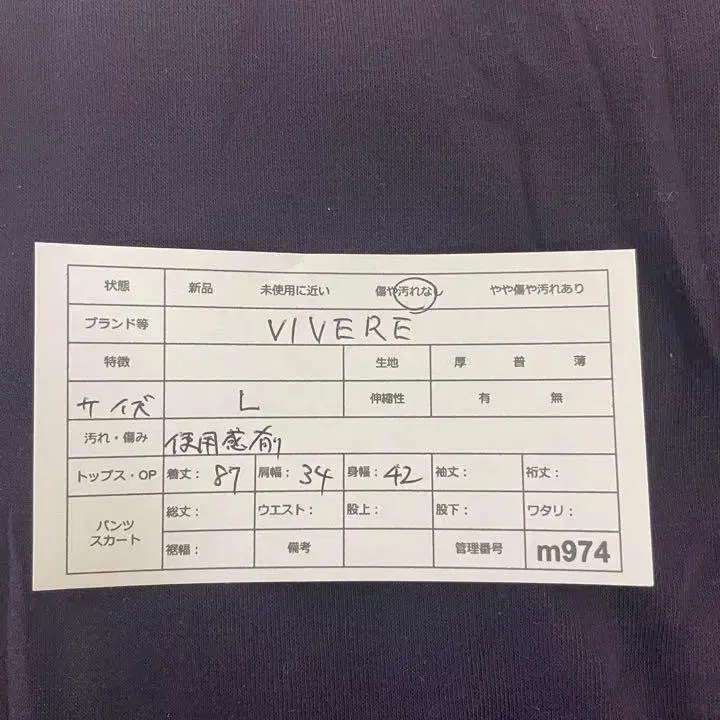 状態 新品 未使用に近い 傷や汚れなし やや傷や汚れあり
ブランド等 VIVERE
特徴 生地 厚 普 薄
サイズ L 伸縮性 有 無
汚れ・傷み 使用感有り
トップス・OP 着丈: 87 肩幅: 34 身幅: 42 袖丈: 裄丈:
パンツ スカート 総丈: ウエスト: 股上: 股下: ワタリ:
裾幅: 備考 管理番号 m974